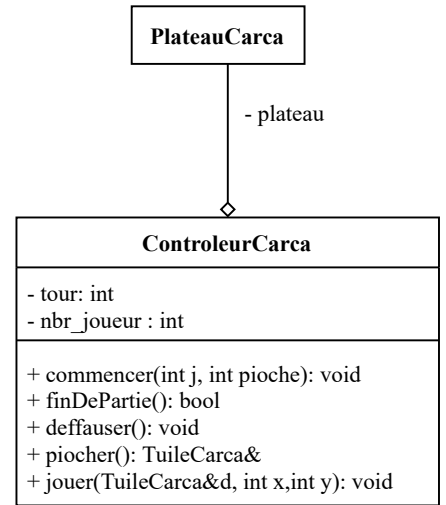 PlateauCarca
- plateau
ControleurCarca
- tour: int
- nbr_joueur : int
+ commencer(int j, int pioche): void
+ finDePartie(): bool
+ deffauser(): void
+ piocher(): TuileCarca&
+ jouer(TuileCarca&d, int x,int y): void